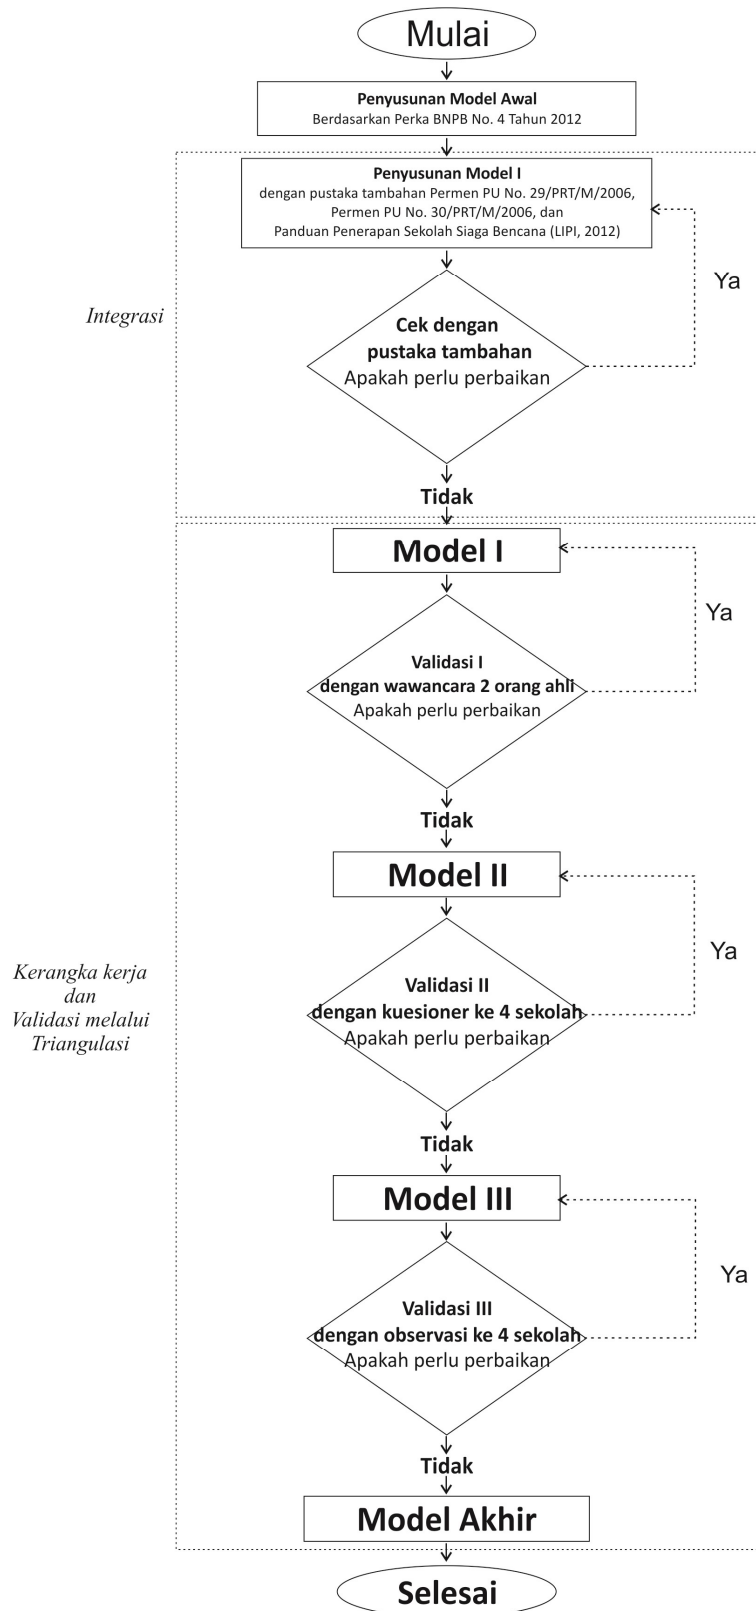 Mulai
Penyusunan Model Awal
Berdasarkan Perka BNPB No. 4 Tahun 2012
Penyusunan Model I
dengan pustaka tambahan Permen PU No. 29/PRT/M/2006,
Permen PU No. 30/PRT/M/2006, dan
Panduan Penerapan Sekolah Siaga Bencana (LIPI, 2012)
Ya
Integrasi
Cek dengan
pustaka tambahan
Apakah perlu perbaikan
Tidak
Model I
Ya
Validasi I
dengan wawancara 2 orang ahli
Apakah perlu perbaikan
Tidak
Model II
Ya
Kerangka kerja
dan
Validasi melalui
Triangulasi
Validasi II
dengan kuesioner ke 4 sekolah
Apakah perlu perbaikan
Tidak
Model III
Ya
Validasi III
dengan observasi ke 4 sekolah
Apakah perlu perbaikan
Tidak
Model Akhir
Selesai